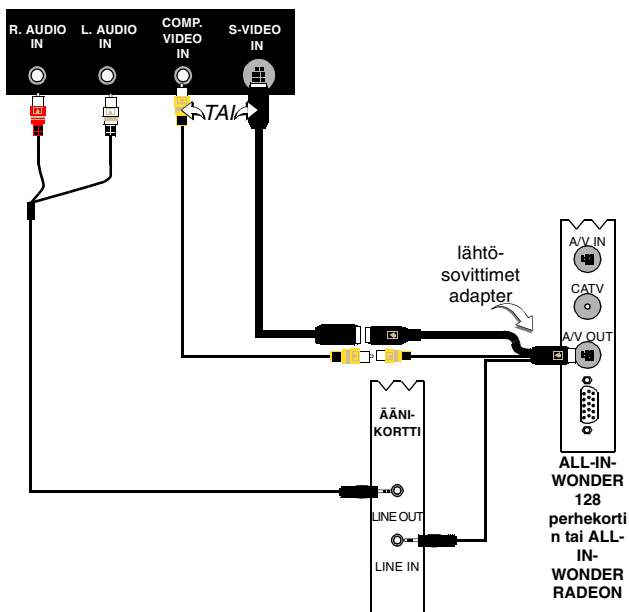 R. AUDIO
IN
L. AUDIO
IN
COMP.
VIDEO
IN
S-VIDEO
IN
TAI
lähtö-
sovittimet
adapter
A/V IN
CATV
A/V OUT
ÄÄNI-
KORTTI
LINE OUT
LINE IN
ALL-IN-
WONDER
128
perhekorti
n tai ALL-
IN-
WONDER
RADEON